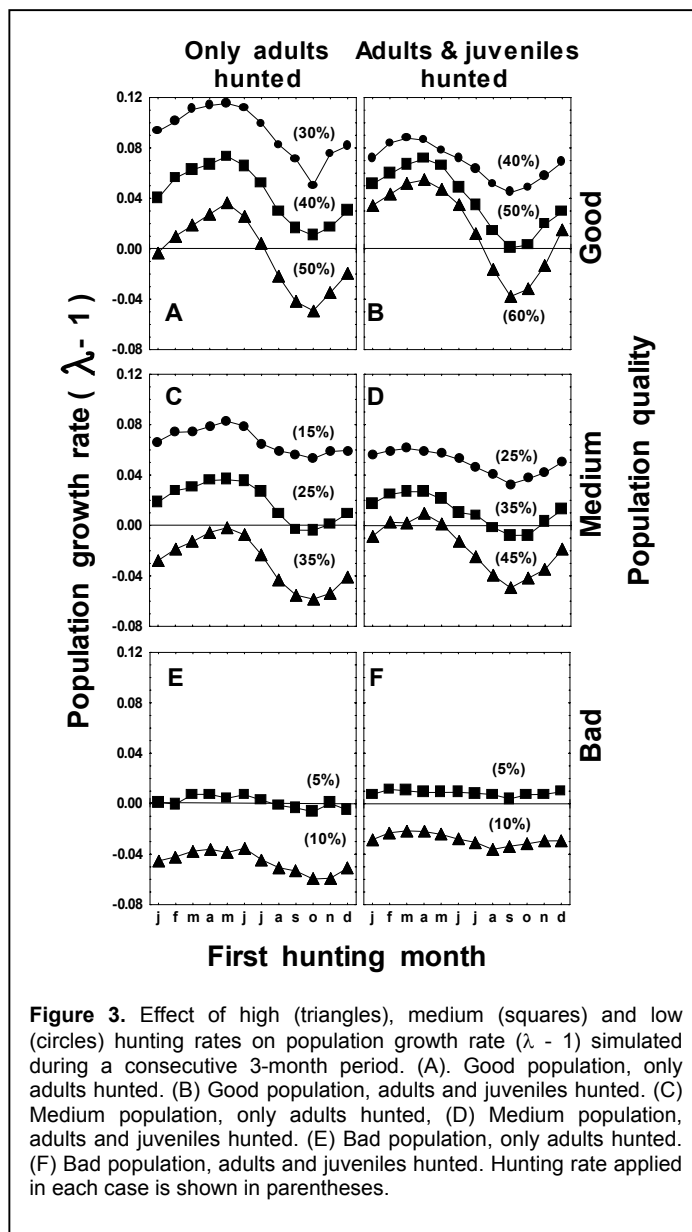 Only adults
hunted
Adults & juveniles
hunted
Population growth rate ( λ - 1)
0.12
0.08
0.04
0.00
-0.04
-0.08
(30%)
(40%)
(50%)
A
(40%)
(50%)
(60%)
B
Good
0.12
0.08
0.04
0.00
-0.04
-0.08
C
(15%)
(25%)
(35%)
D
(25%)
(35%)
(45%)
Medium
Population quality
0.12
0.08
0.04
0.00
-0.04
-0.08
E
(5%)
(10%)
F
(5%)
(10%)
Bad
j f m a m j j a s o n d
j f m a m j j a s o n d
First hunting month
Figure 3. Effect of high (triangles), medium (squares) and low
(circles) hunting rates on population growth rate (λ - 1) simulated
during a consecutive 3-month period. (A). Good population, only
adults hunted. (B) Good population, adults and juveniles hunted. (C)
Medium population, only adults hunted, (D) Medium population,
adults and juveniles hunted. (E) Bad population, only adults hunted.
(F) Bad population, adults and juveniles hunted. Hunting rate applied
in each case is shown in parentheses.